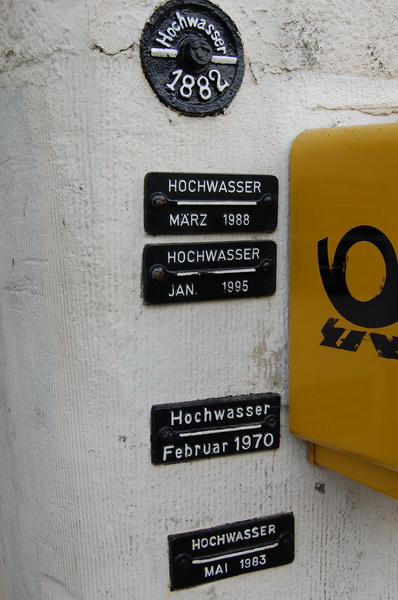 Hochwasser
1882
HOCHWASSER
MÄRZ 1988
HOCHWASSER
JAN. 1995
Hochwasser
Februar 1970
HOCHWASSER
MAI 1983